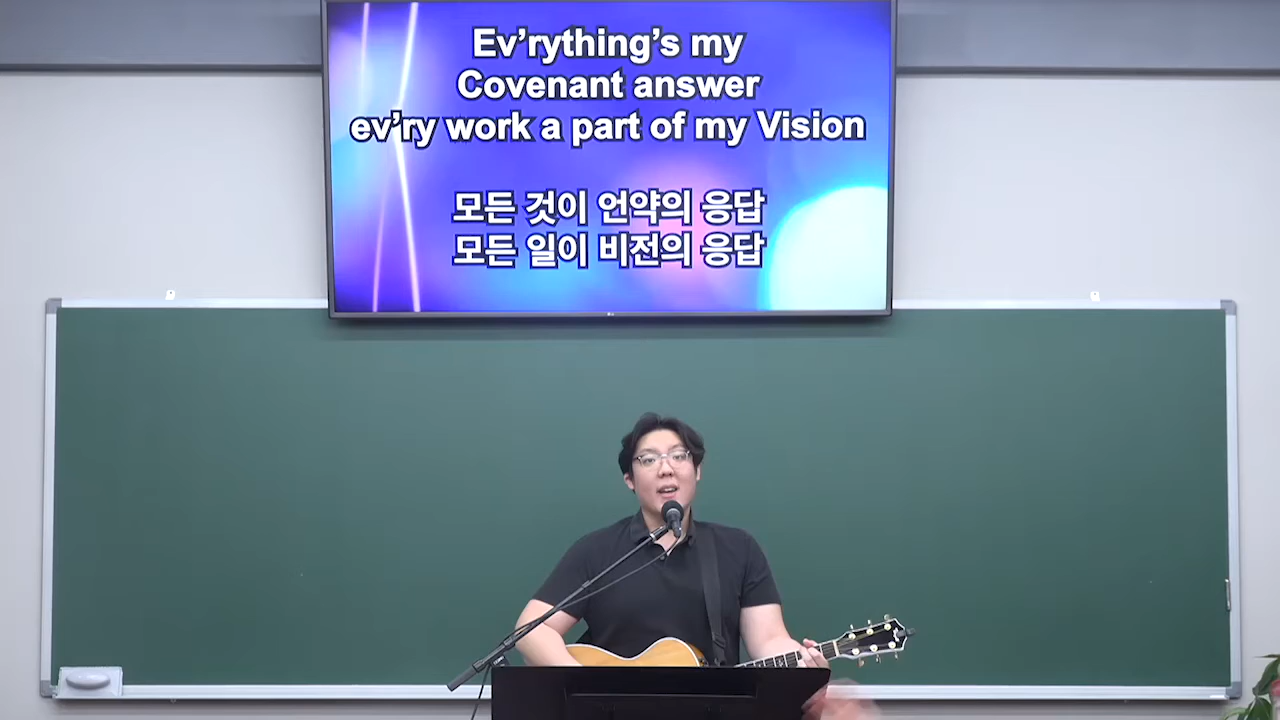 Ev'rything's my
Covenant answer
ev'ry work a part of my Vision
모든 것이 언약의 응답
모든 일이 비전의 응답